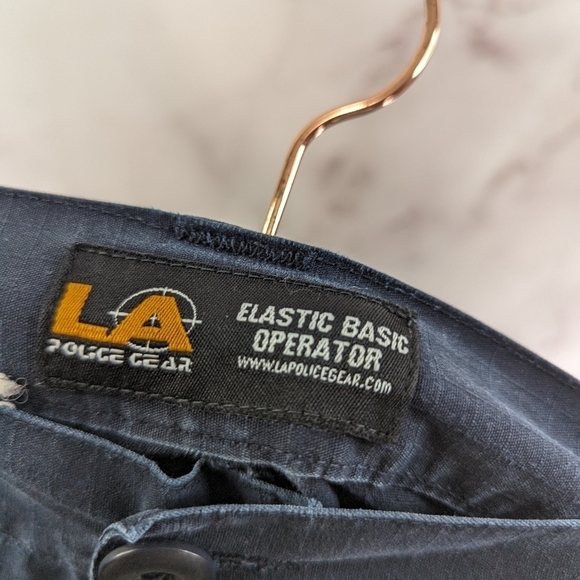 LA
POLICE GEAR
ELASTIC BASIC
OPERATOR
WWW.LAPOLICEGEAR.COM